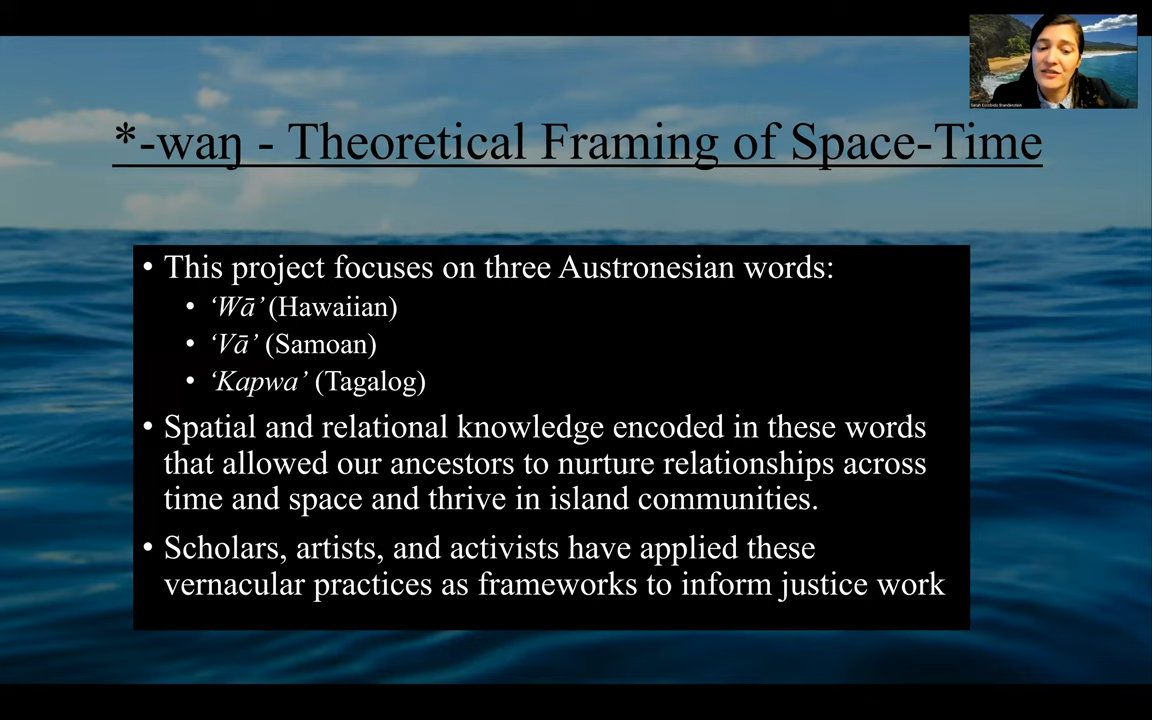 *-waŋ - Theoretical Framing of Space-Time
• This project focuses on three Austronesian words:
• ‘Wā’ (Hawaiian)
• ‘Vā’ (Samoan)
• ‘Kapwa’ (Tagalog)
• Spatial and relational knowledge encoded in these words
that allowed our ancestors to nurture relationships across
time and space and thrive in island communities.
• Scholars, artists, and activists have applied these
vernacular practices as frameworks to inform justice work